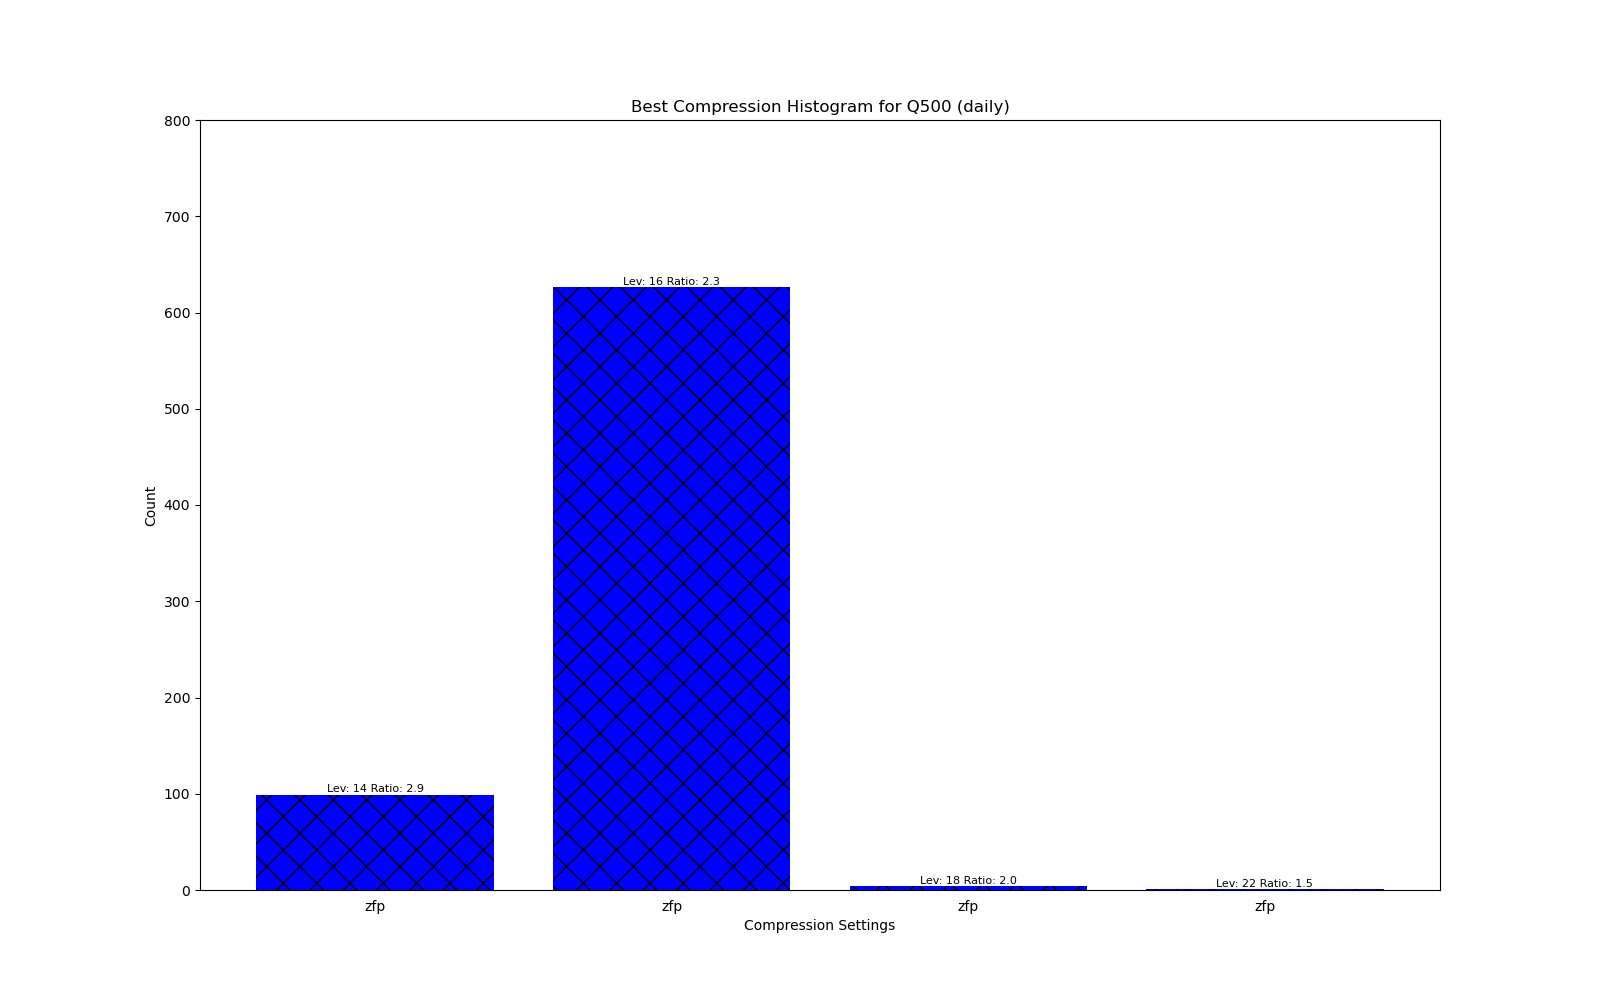 Best Compression Histogram for Q500 (daily)
800
700
600
500
400
300
200
100
0
Count
Lev: 14 Ratio: 2.9
Lev: 16 Ratio: 2.3
Lev: 18 Ratio: 2.0
Lev: 22 Ratio: 1.5
zfp
zfp
zfp
zfp
Compression Settings